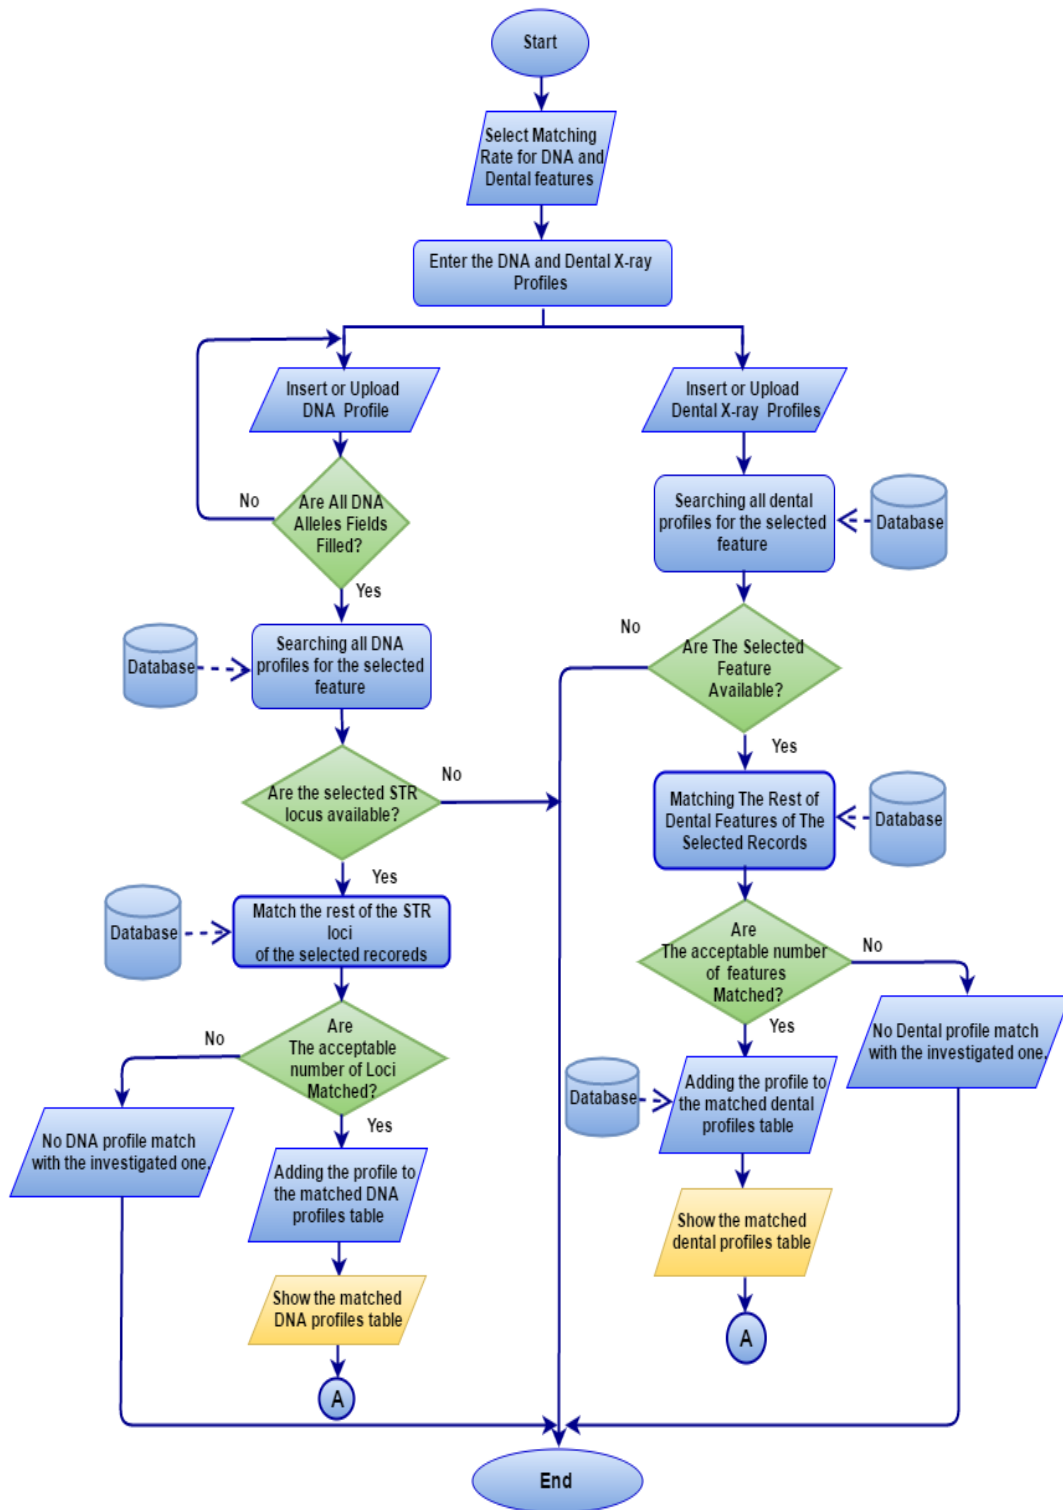 Start
Select Matching
Rate for DNA and
Dental features
Enter the DNA and Dental X-ray
Profiles
Insert or Upload
DNA Profile
Insert or Upload
Dental X-ray Profiles
No
Are All DNA
Alleles Fields
Filled?
Yes
Searching all dental
profiles for the selected
feature
Database
Database
Searching all DNA
profiles for the selected
feature
No
Are The Selected
Feature
Available?
Yes
Are the selected STR
locus available?
No
Yes
Matching The Rest of
Dental Features of The
Selected Records
Database
Database
Match the rest of the STR
loci
of the selected recoreds
Are
The acceptable number
of features
Matched?
No
Yes
No Dental profile match
with the investigated one.
No
Are
The acceptable
number of Loci
Matched?
Yes
Database
Adding the profile to
the matched dental
profiles table
No DNA profile match
with the investigated one.
Adding the profile to
the matched DNA
profiles table
Show the matched
dental profiles table
A
Show the matched
DNA profiles table
A
End